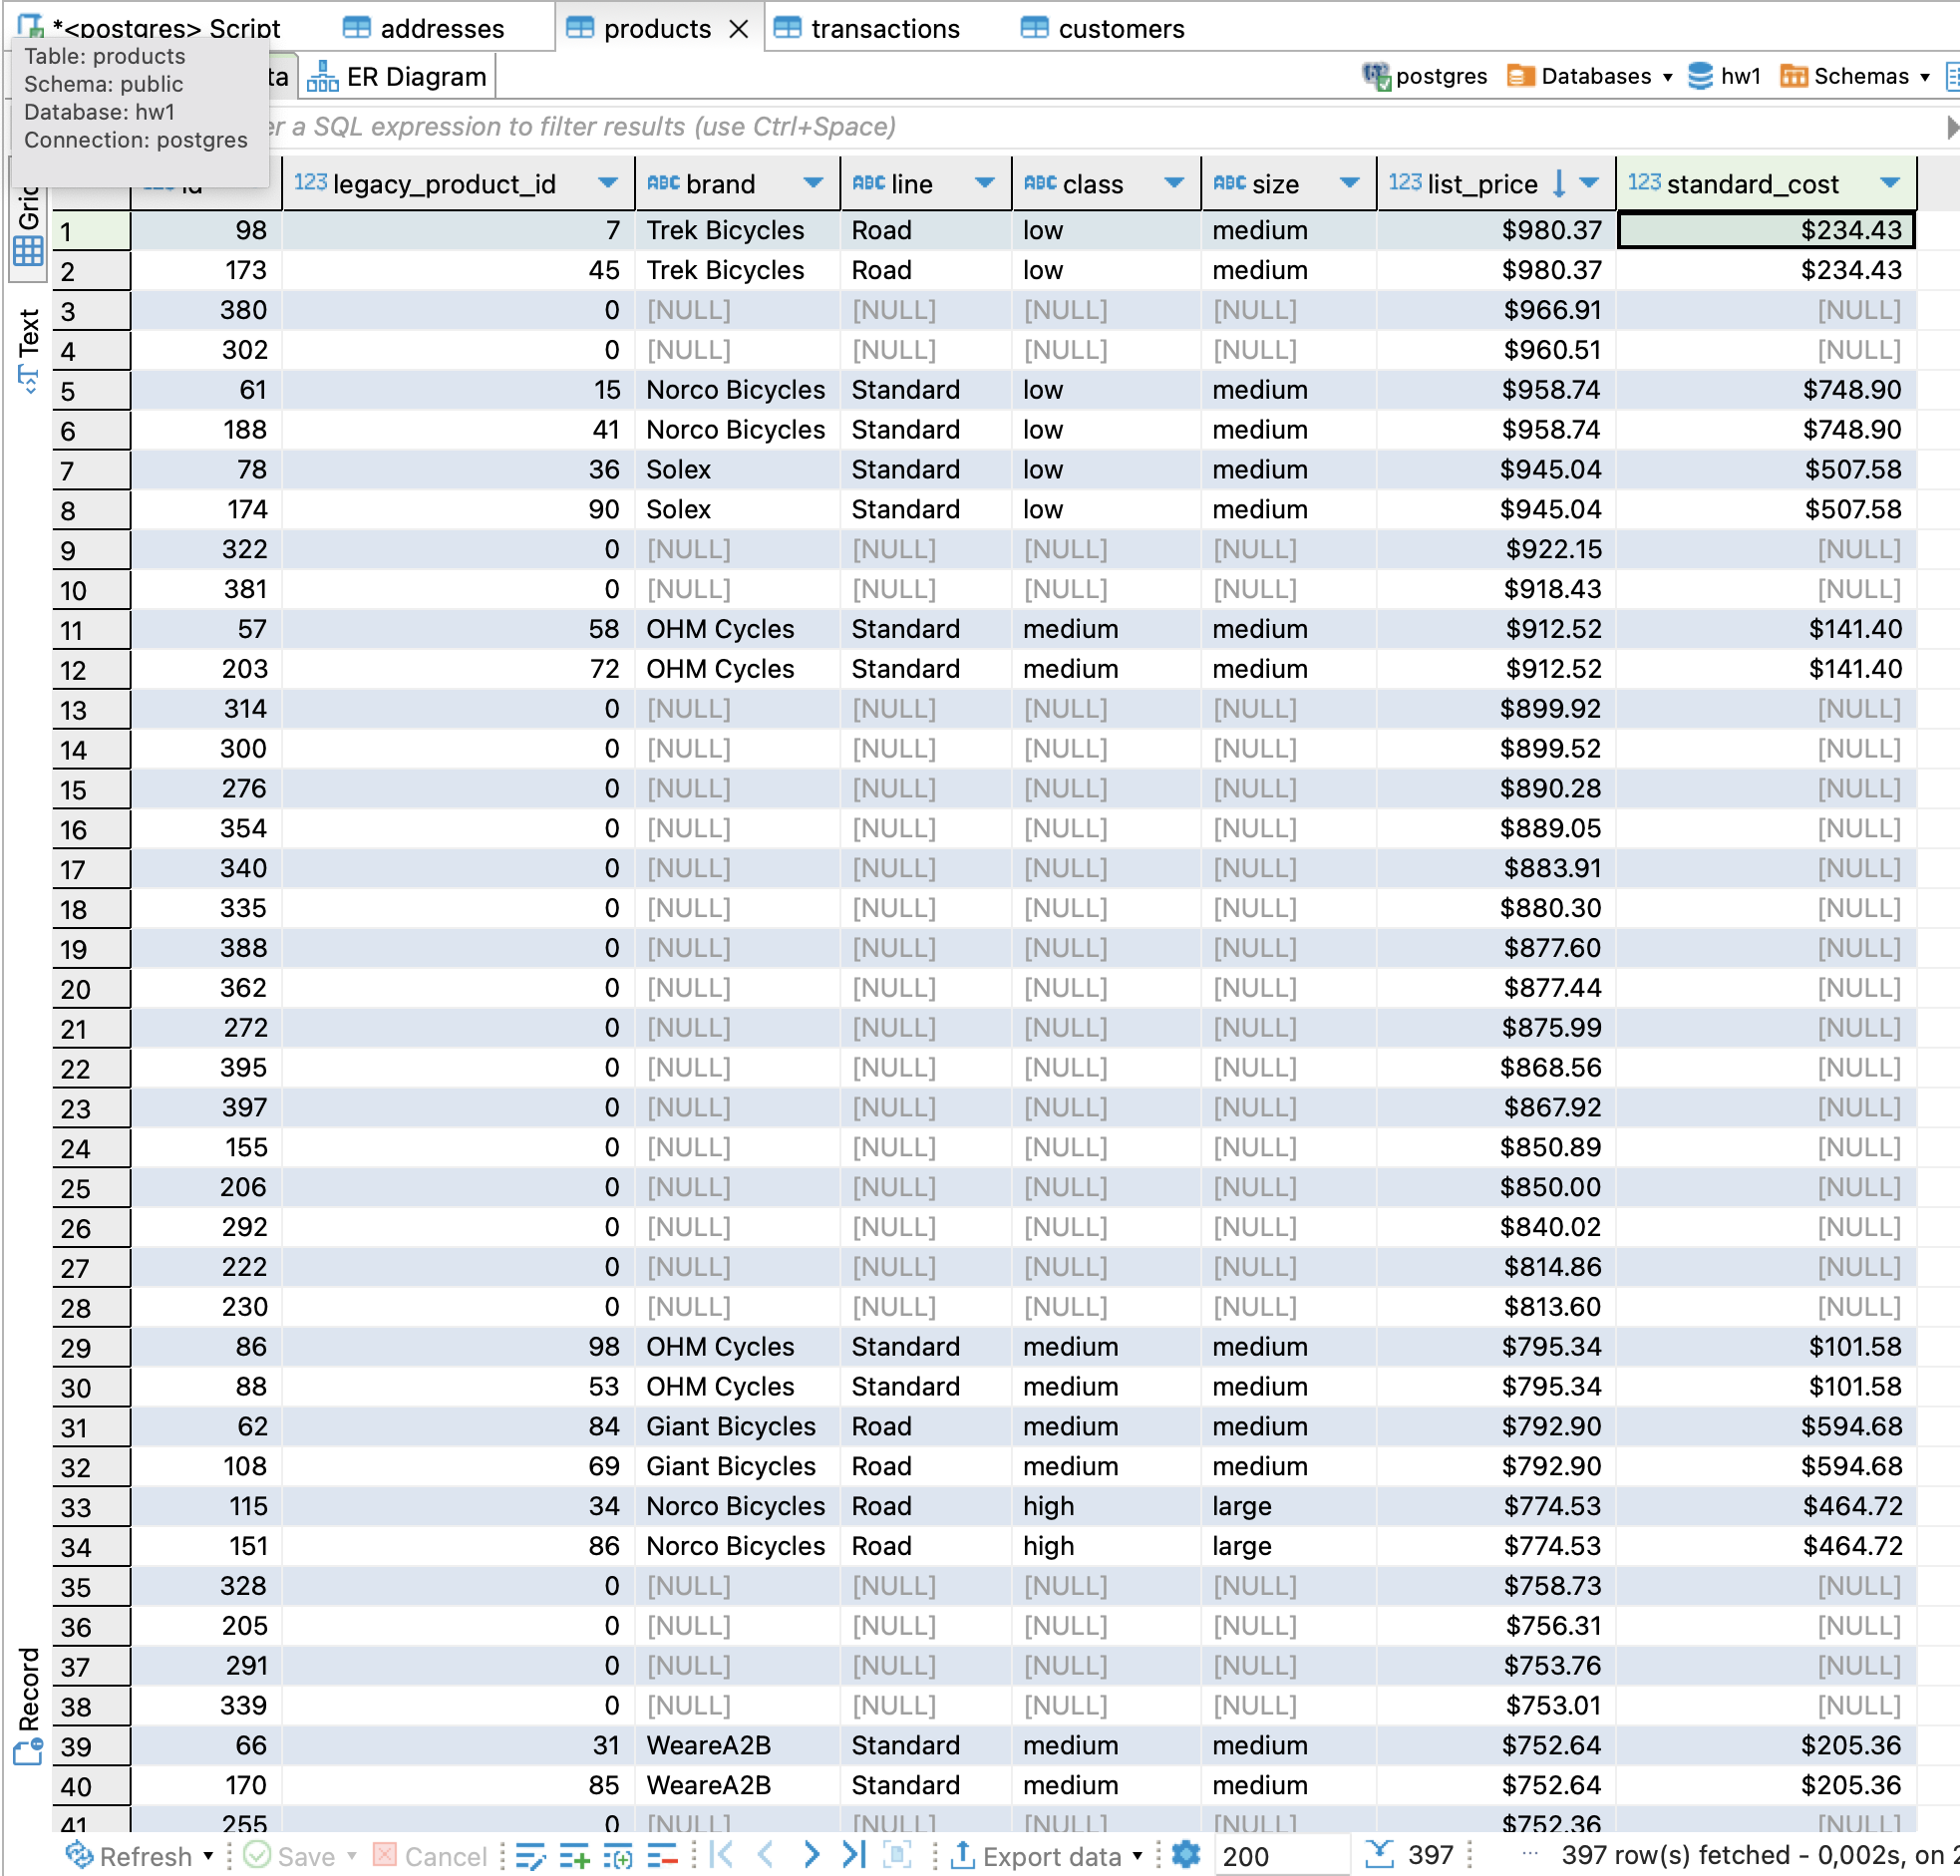 *<postgres> Script addresses products transactions customers
Table: products
Schema: public
Database: hw1
Connection: postgres
ta ER Diagram postgres Databases hw1 Schemas
er a SQL expression to filter results (use Ctrl+Space)
Grid
Text
Record
id 123 legacy_product_id ABC brand ABC line ABC class ABC size 123 list_price 123 standard_cost
1 98 7 Trek Bicycles Road low medium $980.37 $234.43
2 173 45 Trek Bicycles Road low medium $980.37 $234.43
3 380 0 [NULL] [NULL] [NULL] [NULL] $966.91 [NULL]
4 302 0 [NULL] [NULL] [NULL] [NULL] $960.51 [NULL]
5 61 15 Norco Bicycles Standard low medium $958.74 $748.90
6 188 41 Norco Bicycles Standard low medium $958.74 $748.90
7 78 36 Solex Standard low medium $945.04 $507.58
8 174 90 Solex Standard low medium $945.04 $507.58
9 322 0 [NULL] [NULL] [NULL] [NULL] $922.15 [NULL]
10 381 0 [NULL] [NULL] [NULL] [NULL] $918.43 [NULL]
11 57 58 OHM Cycles Standard medium medium $912.52 $141.40
12 203 72 OHM Cycles Standard medium medium $912.52 $141.40
13 314 0 [NULL] [NULL] [NULL] [NULL] $899.92 [NULL]
14 300 0 [NULL] [NULL] [NULL] [NULL] $899.52 [NULL]
15 276 0 [NULL] [NULL] [NULL] [NULL] $890.28 [NULL]
16 354 0 [NULL] [NULL] [NULL] [NULL] $889.05 [NULL]
17 340 0 [NULL] [NULL] [NULL] [NULL] $883.91 [NULL]
18 335 0 [NULL] [NULL] [NULL] [NULL] $880.30 [NULL]
19 388 0 [NULL] [NULL] [NULL] [NULL] $877.60 [NULL]
20 362 0 [NULL] [NULL] [NULL] [NULL] $877.44 [NULL]
21 272 0 [NULL] [NULL] [NULL] [NULL] $875.99 [NULL]
22 395 0 [NULL] [NULL] [NULL] [NULL] $868.56 [NULL]
23 397 0 [NULL] [NULL] [NULL] [NULL] $867.92 [NULL]
24 155 0 [NULL] [NULL] [NULL] [NULL] $850.89 [NULL]
25 206 0 [NULL] [NULL] [NULL] [NULL] $850.00 [NULL]
26 292 0 [NULL] [NULL] [NULL] [NULL] $840.02 [NULL]
27 222 0 [NULL] [NULL] [NULL] [NULL] $814.86 [NULL]
28 230 0 [NULL] [NULL] [NULL] [NULL] $813.60 [NULL]
29 86 98 OHM Cycles Standard medium medium $795.34 $101.58
30 88 53 OHM Cycles Standard medium medium $795.34 $101.58
31 62 84 Giant Bicycles Road medium medium $792.90 $594.68
32 108 69 Giant Bicycles Road medium medium $792.90 $594.68
33 115 34 Norco Bicycles Road high large $774.53 $464.72
34 151 86 Norco Bicycles Road high large $774.53 $464.72
35 328 0 [NULL] [NULL] [NULL] [NULL] $758.73 [NULL]
36 205 0 [NULL] [NULL] [NULL] [NULL] $756.31 [NULL]
37 291 0 [NULL] [NULL] [NULL] [NULL] $753.76 [NULL]
38 339 0 [NULL] [NULL] [NULL] [NULL] $753.01 [NULL]
39 66 31 WeareA2B Standard medium medium $752.64 $205.36
40 170 85 WeareA2B Standard medium medium $752.64 $205.36
41 255 0 [NULL] [NULL] [NULL] [NULL] $752.36 [NULL]
Refresh Save Cancel Export data 200 397 ... 397 row(s) fetched - 0,002s, on 2